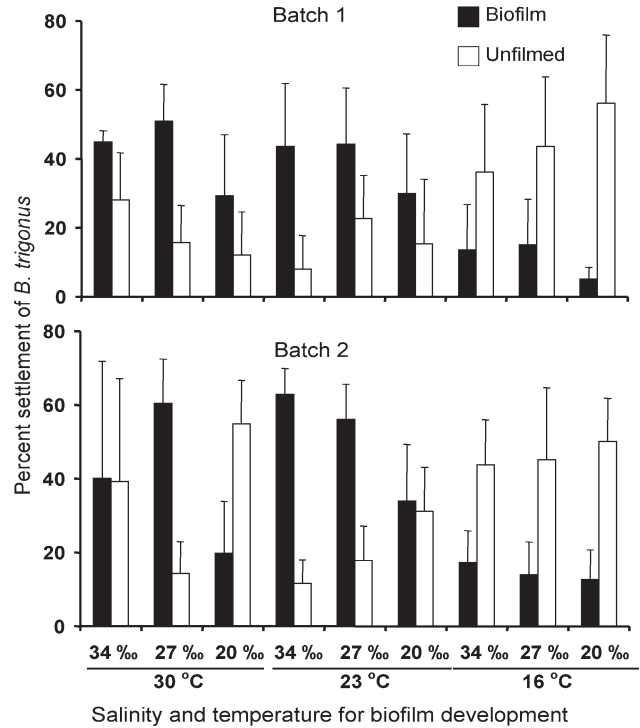 Batch 1
Biofilm
Unfilmed
80
60
40
20
0
Percent settlement of B. trigonus
Batch 2
80
60
40
20
0
34 ‰ 27 ‰ 20 ‰ 34 ‰ 27 ‰ 20 ‰ 34 ‰ 27 ‰ 20 ‰
30 °C 23 °C 16 °C
Salinity and temperature for biofilm development